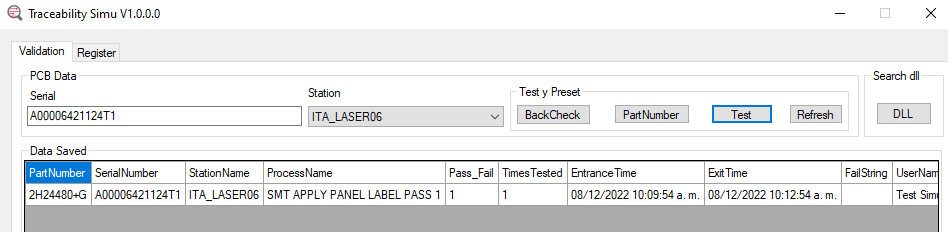 Traceability Simu V1.0.0.0
Validation Register
PCB Data
Search dll
Serial Station Test y Preset
A00006421124T1 ITA_LASER06 BackCheck PartNumber Test Refresh DLL
Data Saved
PartNumber SerialNumber StationName ProcessName Pass_Fail TimesTested EntranceTime ExitTime FailString UserNam
2H24480+G A00006421124T1 ITA_LASER06 SMT APPLY PANEL LABEL PASS 1 1 1 08/12/2022 10:09:54 a. m. 08/12/2022 10:12:54 a. m. Test Simu